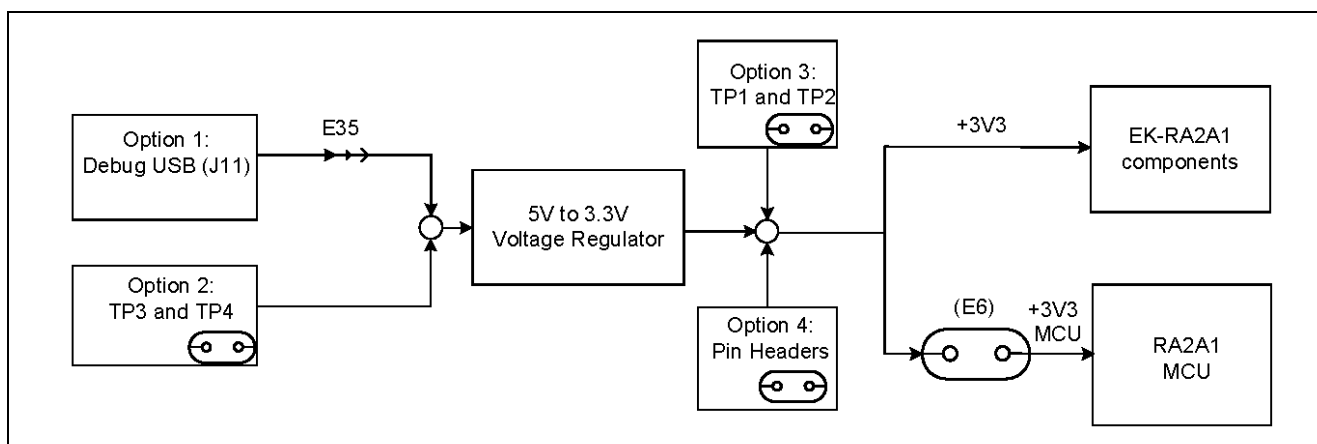 Option 1:
Debug USB (J11)
E35
Option 2:
TP3 and TP4
5V to 3.3V
Voltage Regulator
Option 3:
TP1 and TP2
Option 4:
Pin Headers
+3V3
EK-RA2A1
components
(E6)
+3V3
MCU
RA2A1
MCU